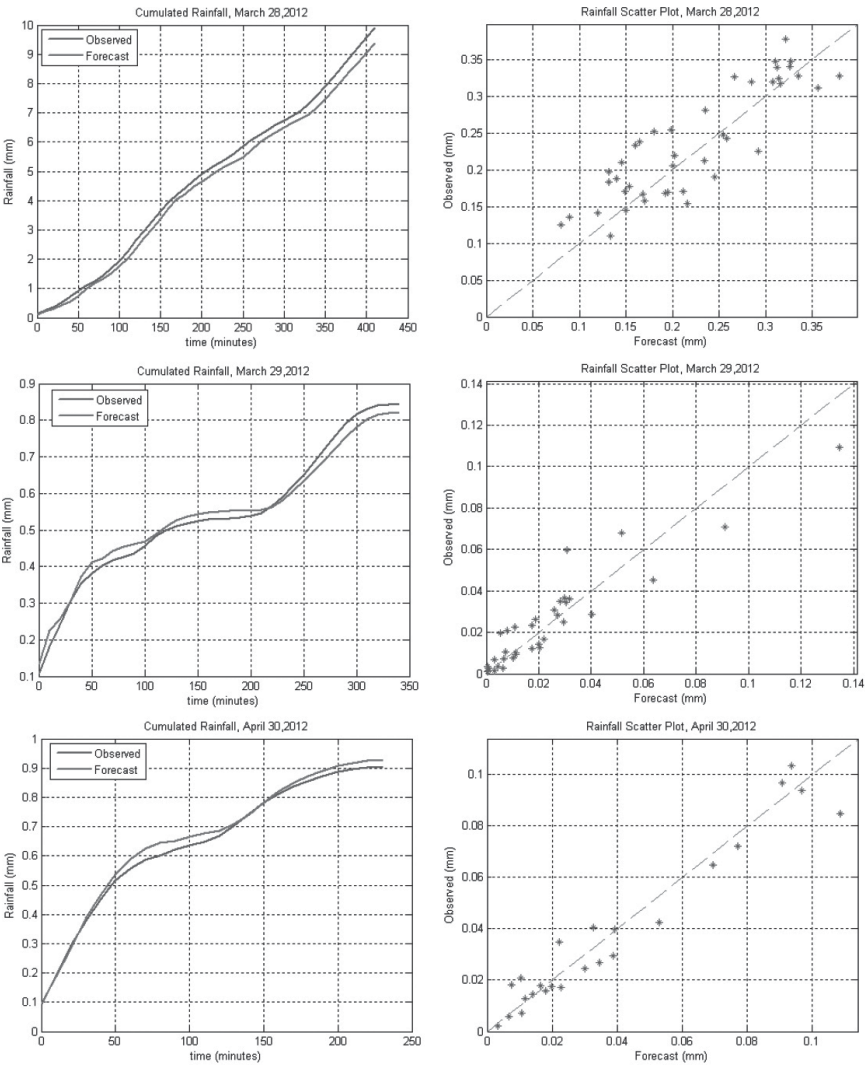 Cumulated Rainfall, March 28,2012
Rainfall (mm)
10
9
8
7
6
5
4
3
2
1
0
Observed
Forecast
0 50 100 150 200 250 300 350 400 450
time (minutes)
Rainfall Scatter Plot, March 28,2012
Observed (mm)
0.35
0.3
0.25
0.2
0.15
0.1
0.05
0
0 0.05 0.1 0.15 0.2 0.25 0.3 0.35
Forecast (mm)
Cumulated Rainfall, March 29,2012
Rainfall (mm)
0.9
0.8
0.7
0.6
0.5
0.4
0.3
0.2
0.1
Observed
Forecast
0 50 100 150 200 250 300 350
time (minutes)
Rainfall Scatter Plot, March 29,2012
Observed (mm)
0.14
0.12
0.1
0.08
0.06
0.04
0.02
0
0 0.02 0.04 0.06 0.08 0.1 0.12 0.14
Forecast (mm)
Cumulated Rainfall, April 30,2012
Rainfall (mm)
1
0.9
0.8
0.7
0.6
0.5
0.4
0.3
0.2
0.1
0
Observed
Forecast
0 50 100 150 200 250
time (minutes)
Rainfall Scatter Plot, April 30,2012
Observed (mm)
0.1
0.08
0.06
0.04
0.02
0
0 0.02 0.04 0.06 0.08 0.1
Forecast (mm)